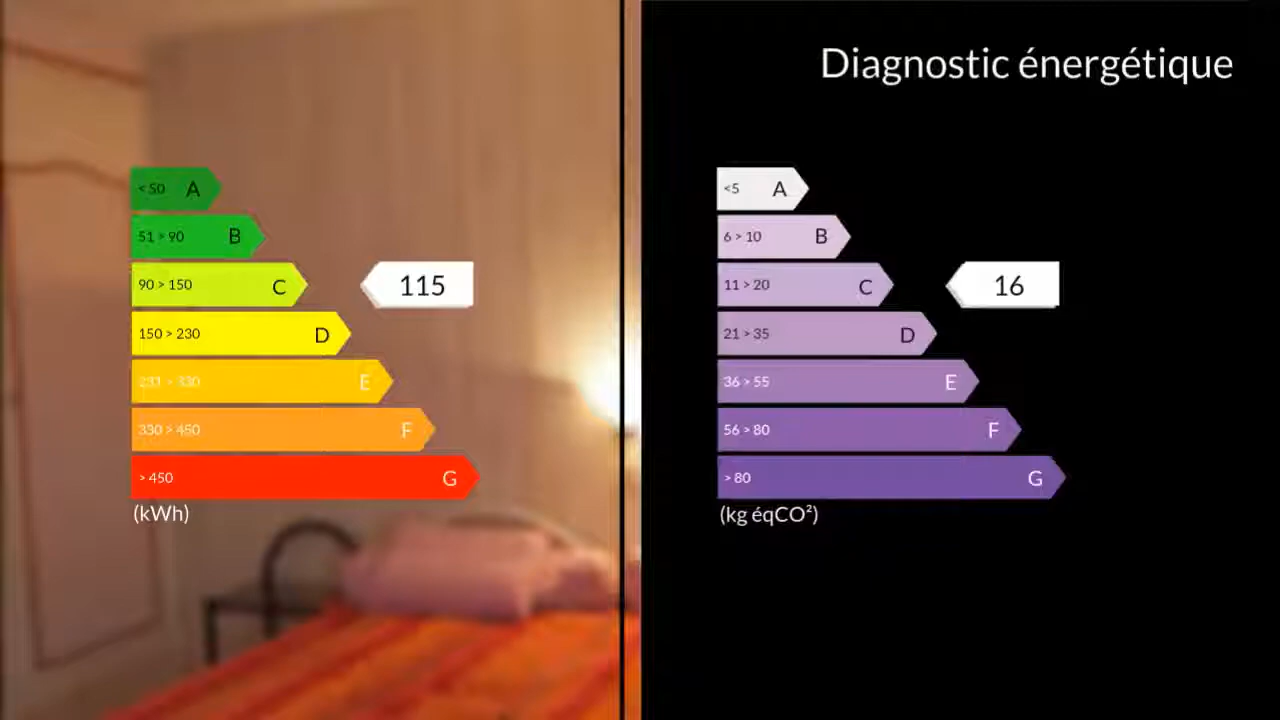 Diagnostic énergétique
<50 A
51 > 90 B
90 > 150 C
115
150 > 230 D
231 > 330 E
330 > 450 F
> 450 G
(kWh)
<5 A
6 > 10 B
11 > 20 C
16
21 > 35 D
36 > 55 E
56 > 80 F
> 80 G
(kg éqCO²)